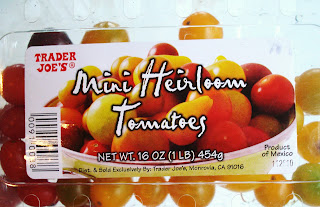 TRADER
JOE'S®
Mini Heirloom
Tomatoes
NET. WT. 16 OZ (1 LB) 454g
Dist. & Sold Exclusively By: Trader Joe's, Monrovia, CA 91016
Product
of Mexico